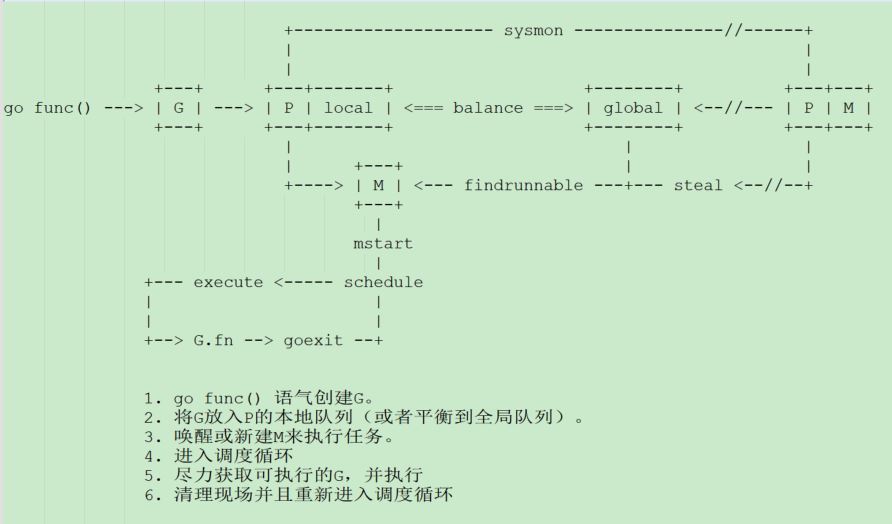 +-------------------- sysmon ---------------//------+
|                                                   |
|                                                   |
+---+ +---+-------+ +--------+ +---+---+
go func() ---> | G | ---> | P | local | <=== balance ===> | global | <--//--- | P | M |
+---+ +---+-------+ +--------+ +---+---+
| | |
| +---+ | |
+----> | M | <--- findrunnable ---+--- steal <--//--+
+---+
|
mstart
|
+--- execute <----- schedule
| |
| |
+--> G.fn --> goexit --+
1. go func() 语气创建G。
2. 将G放入P的本地队列（或者平衡到全局队列）。
3. 唤醒或新建M来执行任务。
4. 进入调度循环
5. 尽力获取可执行的G，并执行
6. 清理现场并且重新进入调度循环